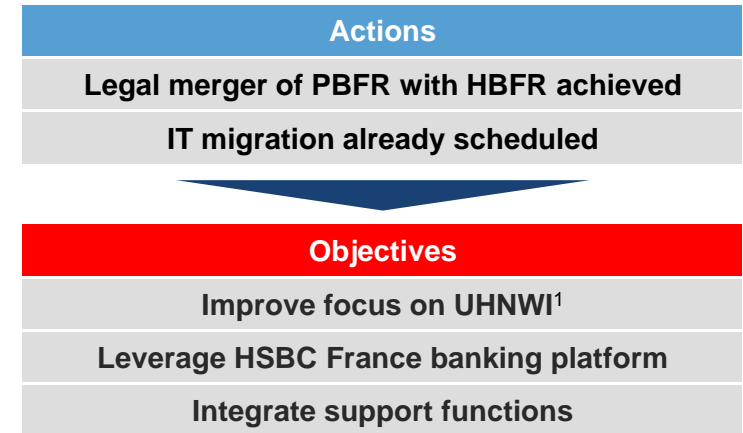 Actions
Legal merger of PBFR with HBFR achieved
IT migration already scheduled
Objectives
Improve focus on UHNWI¹
Leverage HSBC France banking platform
Integrate support functions